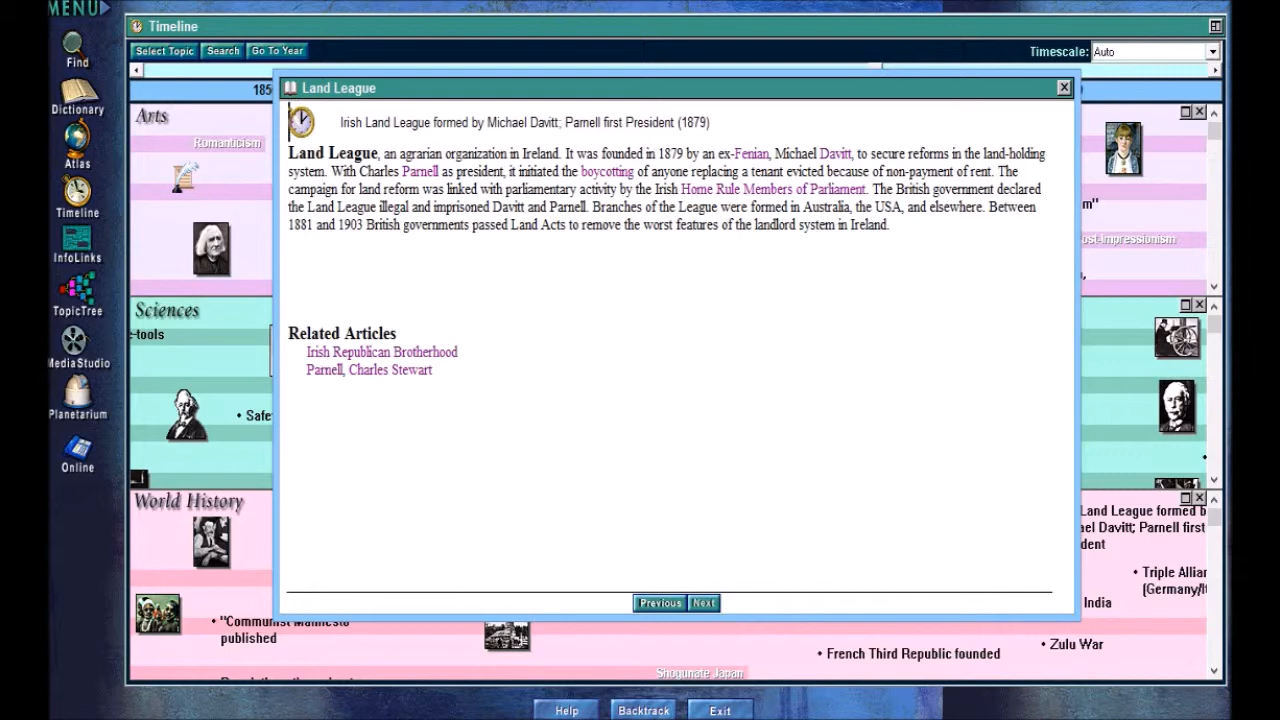 MENU
Timeline
Select Topic
Search
Go To Year
Timescale:
Auto
Find
Dictionary
Atlas
Timeline
InfoLinks
TopicTree
MediaStudio
Planetarium
Online
185
Land League
Irish Land League formed by Michael Davitt; Parnell first President (1879)
Land League, an agrarian organization in Ireland. It was founded in 1879 by an ex-Fenian, Michael Davitt, to secure reforms in the land-holding
system. With Charles Parnell as president, it initiated the boycotting of anyone replacing a tenant evicted because of non-payment of rent. The
campaign for land reform was linked with parliamentary activity by the Irish Home Rule Members of Parliament. The British government declared
the Land League illegal and imprisoned Davitt and Parnell. Branches of the League were formed in Australia, the USA, and elsewhere. Between
1881 and 1903 British governments passed Land Acts to remove the worst features of the landlord system in Ireland.
Related Articles
Irish Republican Brotherhood
Parnell, Charles Stewart
Previous
Next
Arts
Romanticism
m"
ost-Impressionism
Sciences
e-tools
• Safe
World History
Land League formed b
ael Davitt; Parnell first
dent
• Triple Allian
(Germany/It
India
• "Communist Manifesto"
published
• Zulu War
• French Third Republic founded
Shogunate Japan
Help
Backtrack
Exit